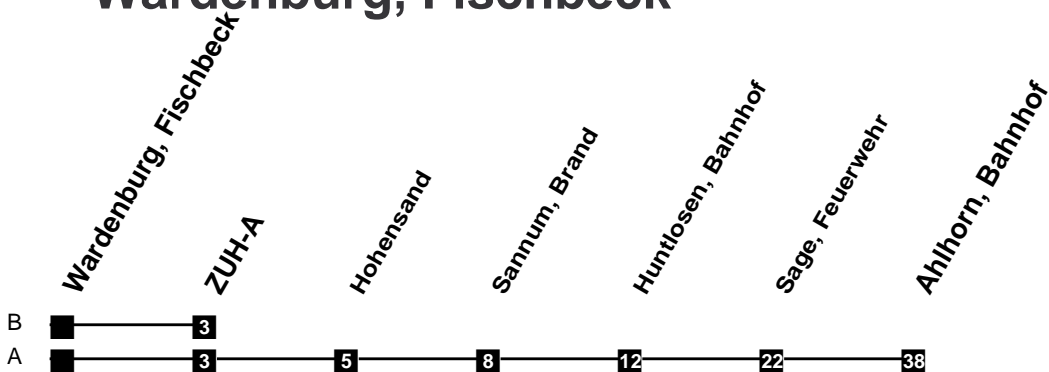 Wardenburg, Fischbeck
Wardenburg, Fischbeck
ZUH-A
Hohensand
Sannum, Brand
Huntlosen, Bahnhof
Sage, Feuerwehr
Ahlhorn, Bahnhof
B 3
A 3 5 8 12 22 38